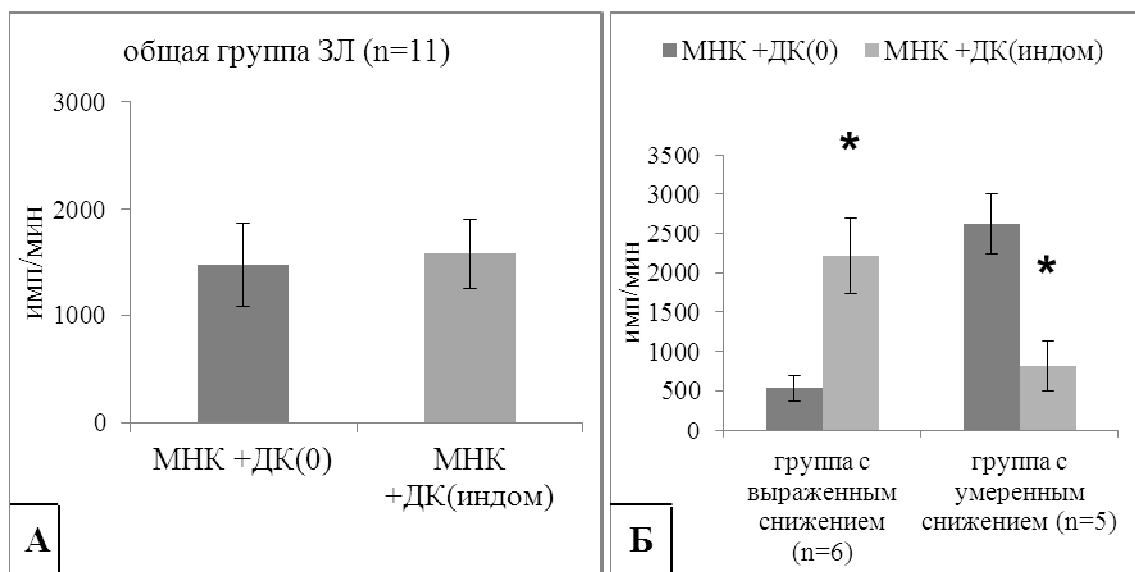 общая группа ЗЛ (n=11)
имп/мин
3000
2000
1000
0
МНК +ДК(0)
МНК
+ДК(индом)
А
МНК +ДК(0)
МНК +ДК(индом)
*
*
имп/мин
3500
3000
2500
2000
1500
1000
500
0
группа с
выраженным
снижением
(n=6)
группа с
умеренным
снижением (n=5)
Б